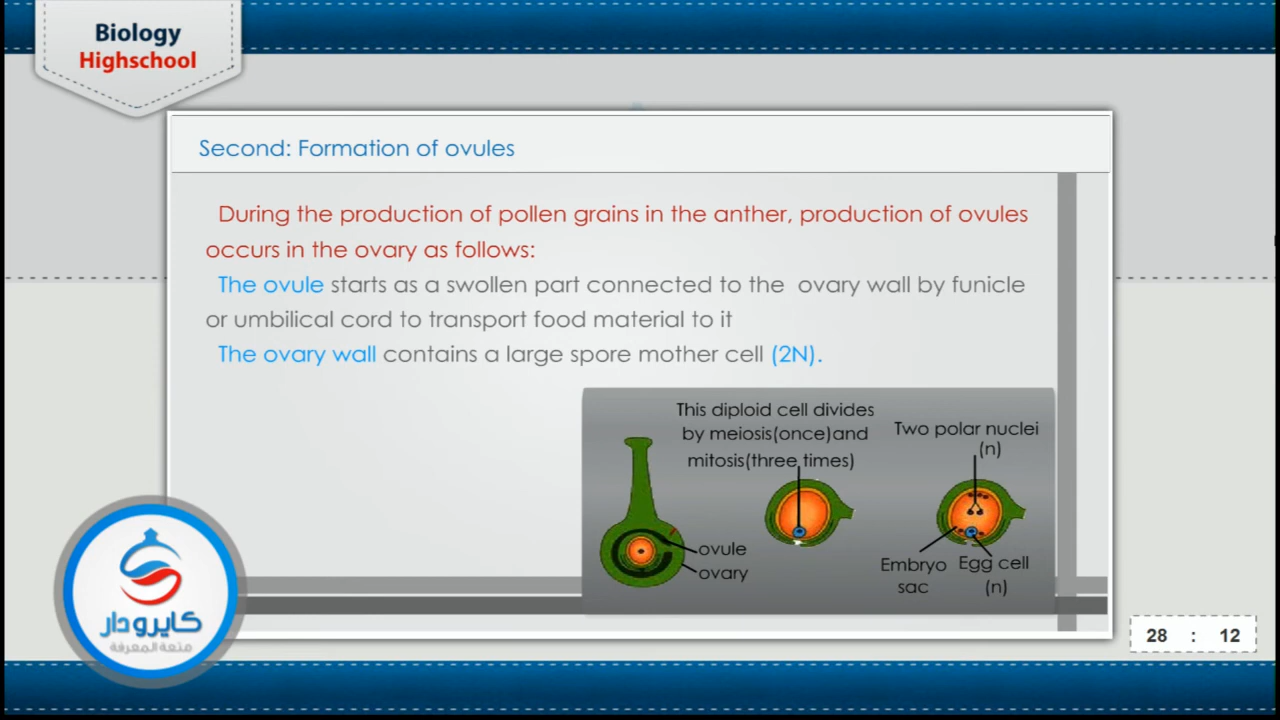 Biology
Highschool
Second: Formation of ovules
During the production of pollen grains in the anther, production of ovules
occurs in the ovary as follows:
The ovule starts as a swollen part connected to the ovary wall by funicle
or umbilical cord to transport food material to it
The ovary wall contains a large spore mother cell (2N).
This diploid cell divides
by meiosis(once)and
mitosis(three times)
Two polar nuclei
(n)
ovule
ovary
Embryo
sac
Egg cell
(n)
كايرودار
متعة المعرفة
28 : 12